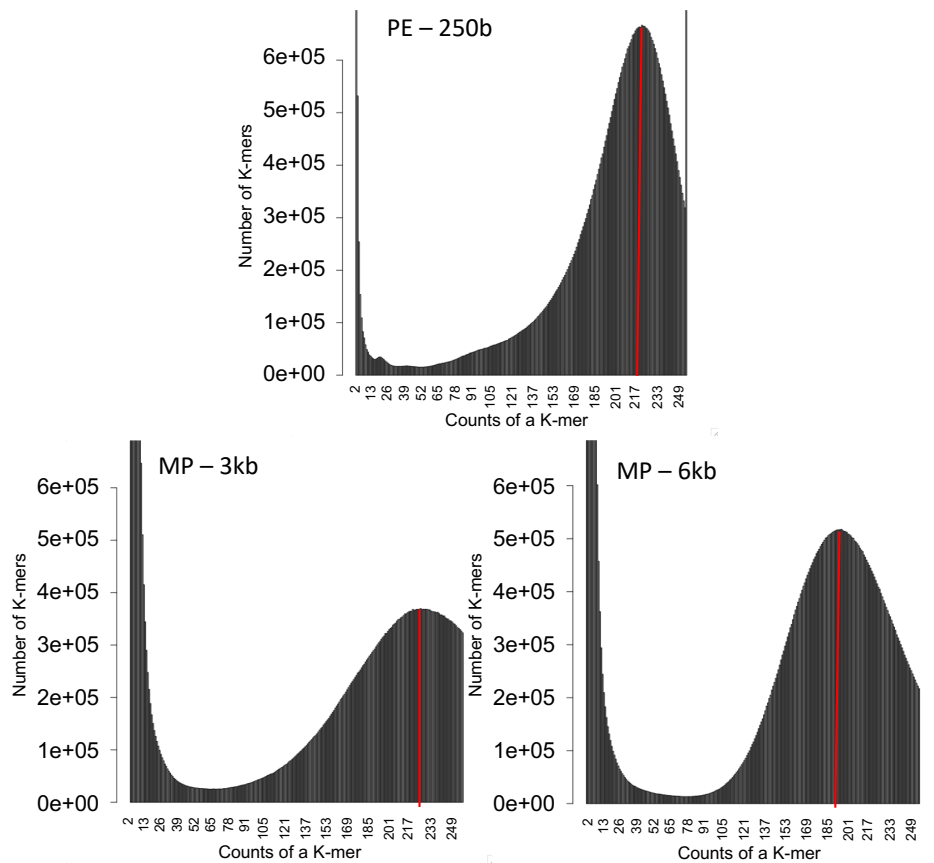 PE – 250b
Number of K-mers
6e+05
5e+05
4e+05
3e+05
2e+05
1e+05
0e+00
2 13 26 39 52 65 78 91 105 121 137 153 169 185 201 217 233 249
Counts of a K-mer
MP – 3kb
Number of K-mers
6e+05
5e+05
4e+05
3e+05
2e+05
1e+05
0e+00
2 13 26 39 52 65 78 91 105 121 137 153 169 185 201 217 233 249
Counts of a K-mer
MP – 6kb
Number of K-mers
6e+05
5e+05
4e+05
3e+05
2e+05
1e+05
0e+00
2 13 26 39 52 65 78 91 105 121 137 153 169 185 201 217 233 249
Counts of a K-mer